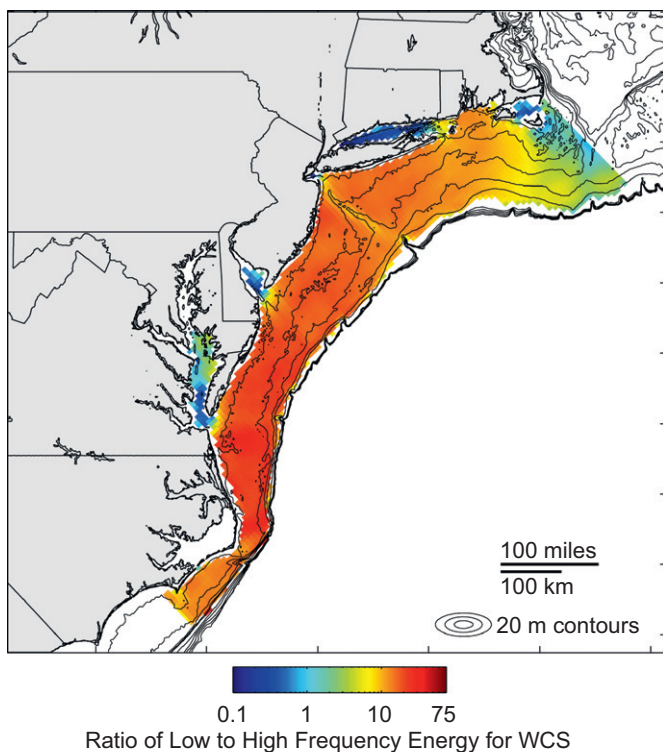 100 miles
100 km
20 m contours
0.1 1 10 75
Ratio of Low to High Frequency Energy for WCS